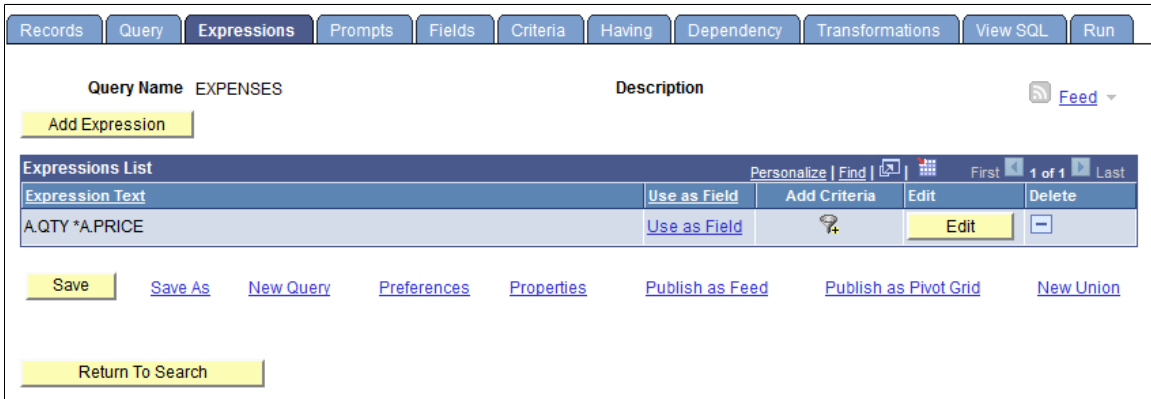 Records Query Expressions Prompts Fields Criteria Having Dependency Transformations View SQL Run
Query Name EXPENSES Description Feed
Add Expression
Expressions List Personalize | Find | | First 1 of 1 Last
Expression Text Use as Field Add Criteria Edit Delete
A.QTY *A.PRICE Use as Field Edit
Save Save As New Query Preferences Properties Publish as Feed Publish as Pivot Grid New Union
Return To Search